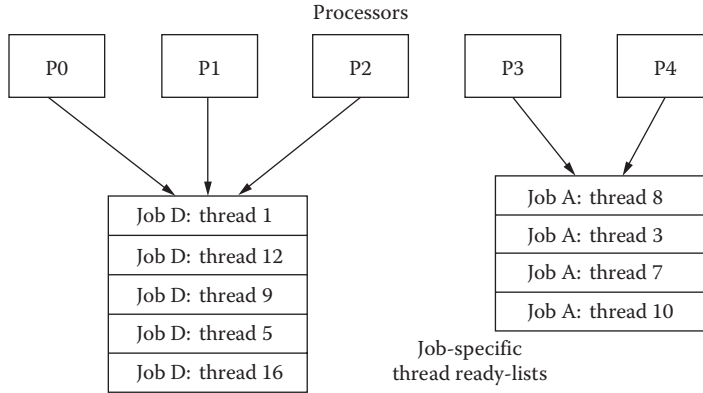 Processors
P0
P1
P2
P3
P4
Job D: thread 1
Job D: thread 12
Job D: thread 9
Job D: thread 5
Job D: thread 16
Job A: thread 8
Job A: thread 3
Job A: thread 7
Job A: thread 10
Job-specific
thread ready-lists